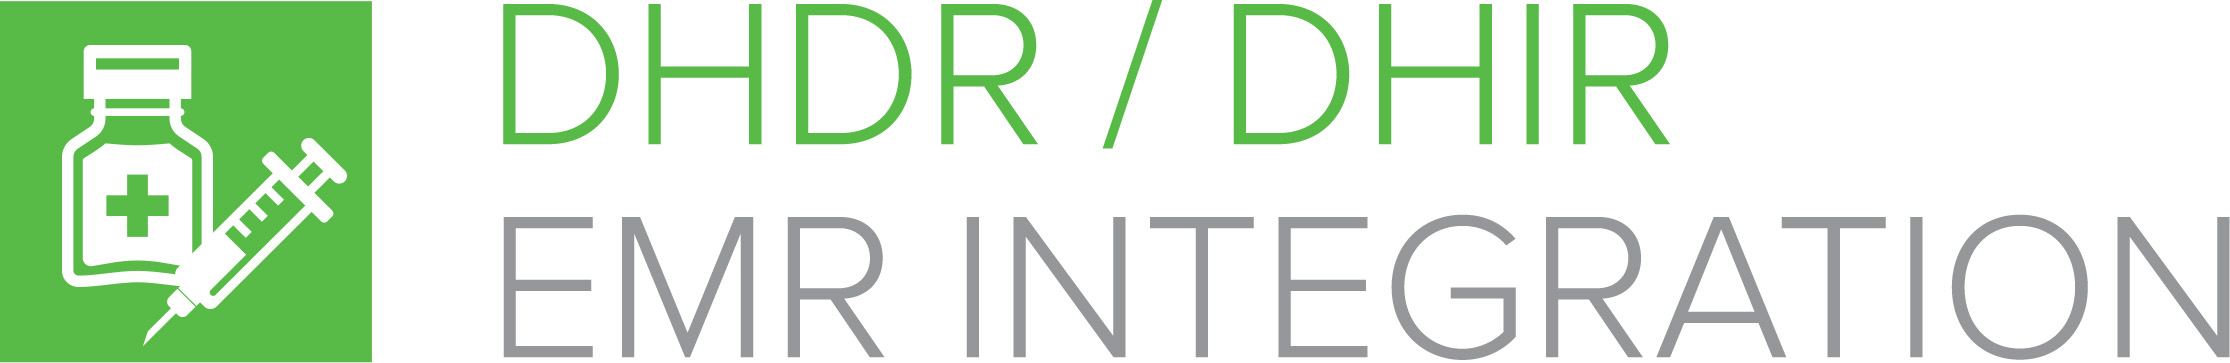 DHDR / DHIR
EMR INTEGRATION